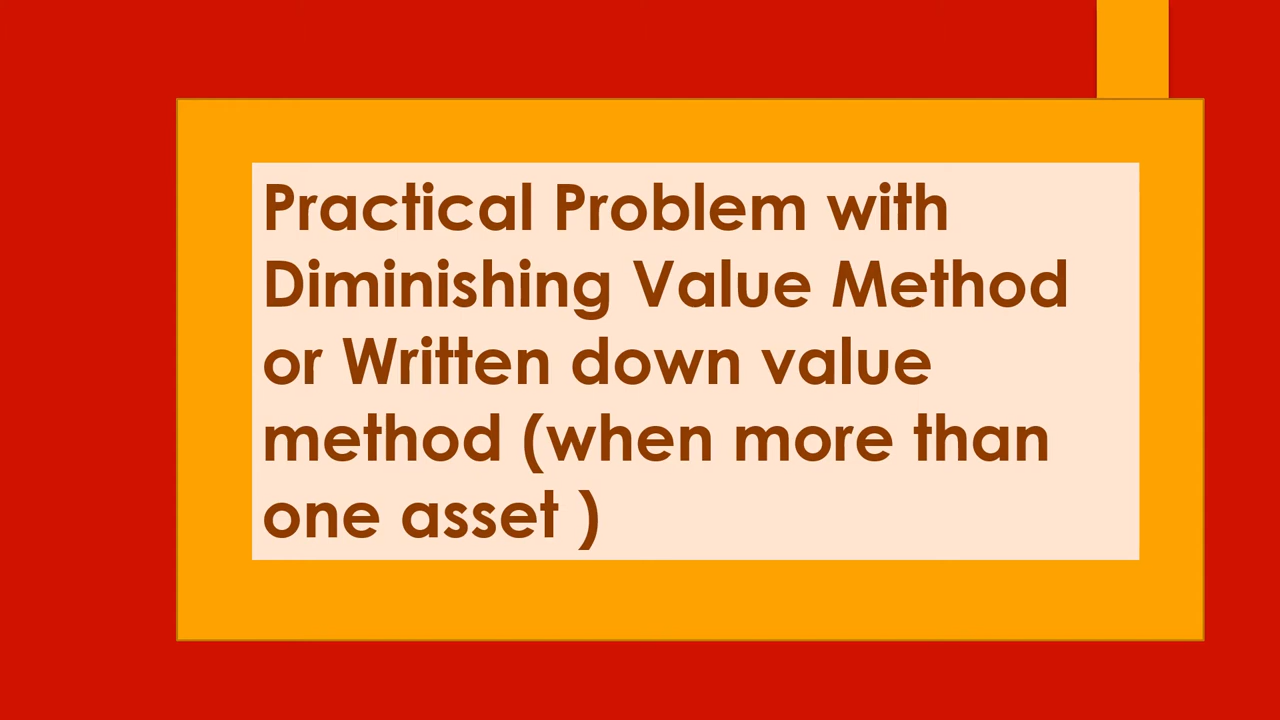 Practical Problem with
Diminishing Value Method
or Written down value
method (when more than
one asset )